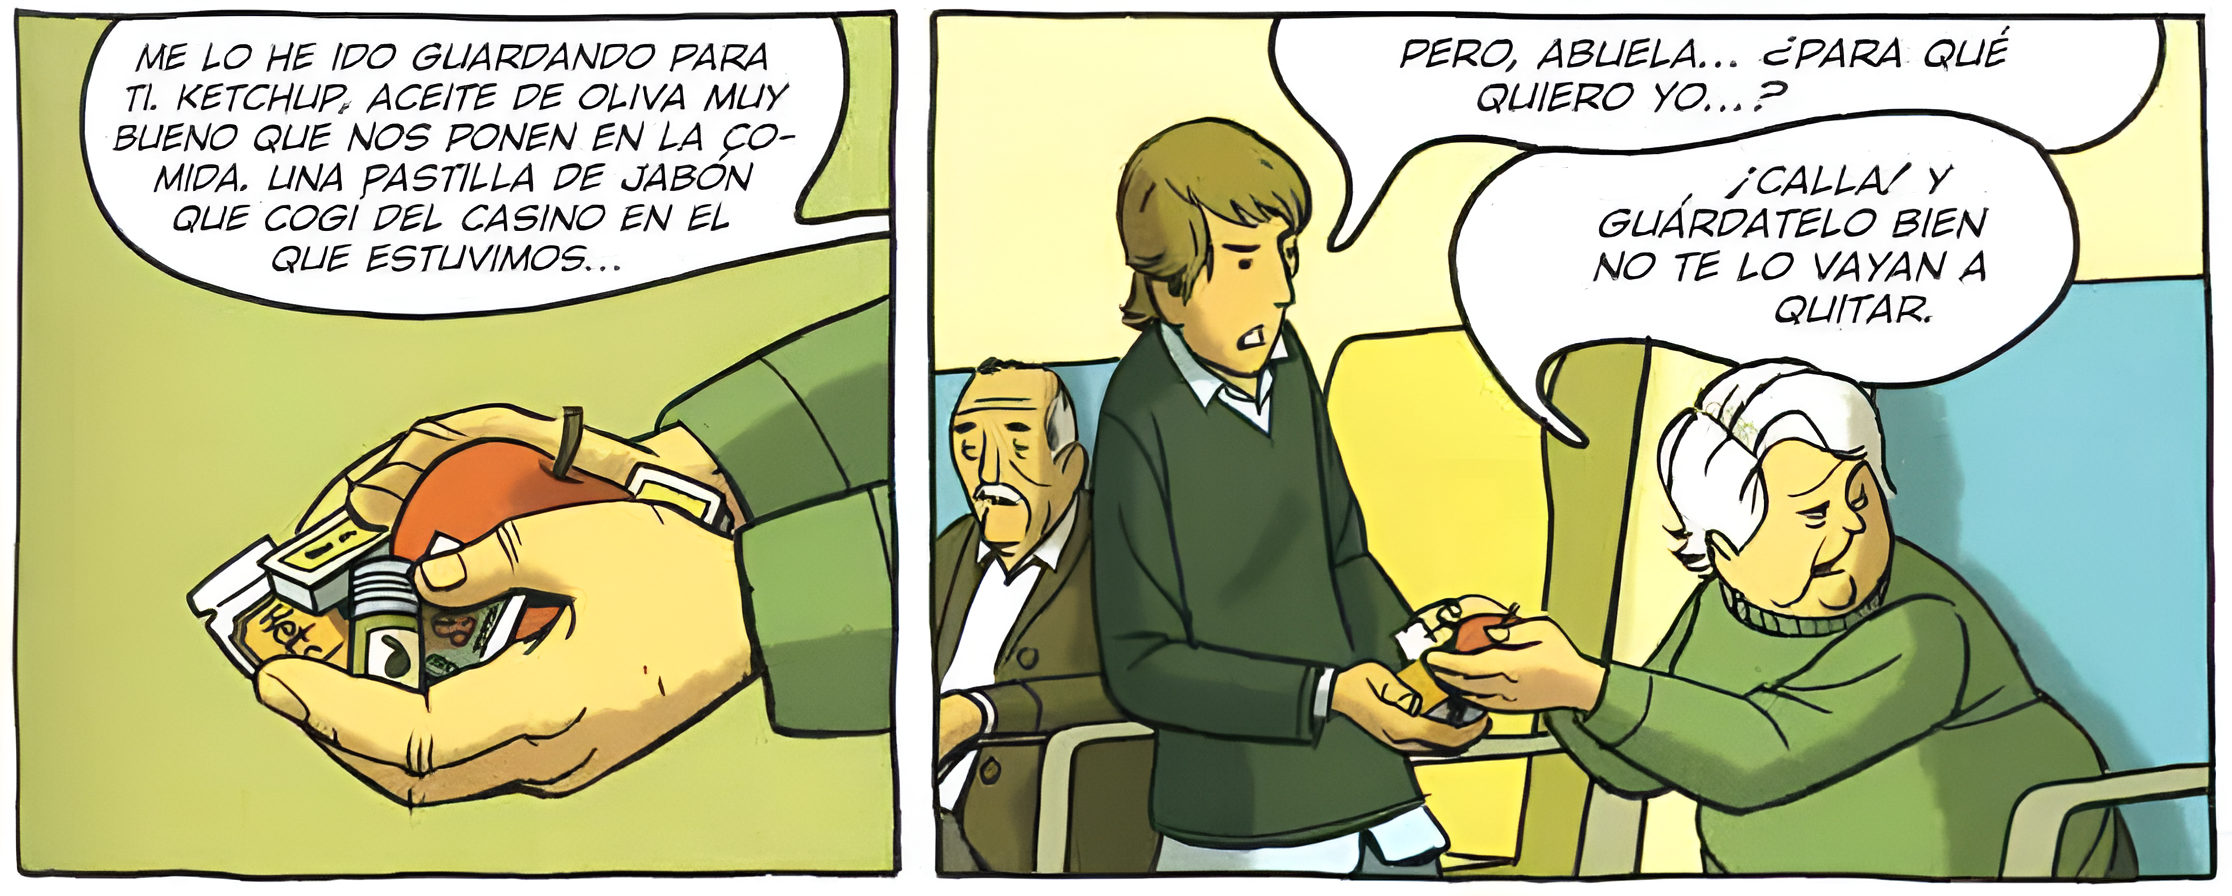 ME LO HE IDO GUARDANDO PARA
TI. KETCHUP, ACEITE DE OLIVA MUY
BUENO QUE NOS PONEN EN LA CO-
MIDA. UNA PASTILLA DE JABÓN
QUE COGÍ DEL CASINO EN EL
QUE ESTUVIMOS...
Ketc
PERO, ABUELA... ¿PARA QUÉ
QUIERO YO...?
¡CALLA! Y
GUÁRDATELO BIEN
NO TE LO VAYAN A
QUITAR.